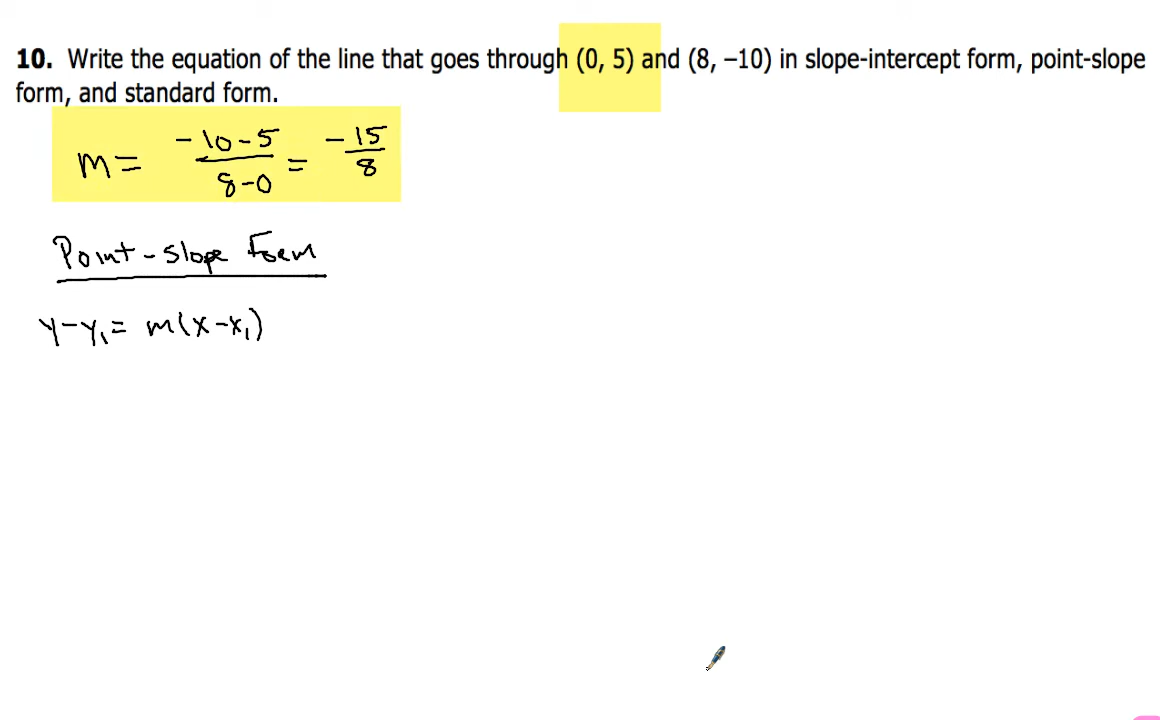 10. Write the equation of the line that goes through (0, 5) and (8, –10) in slope-intercept form, point-slope
form, and standard form.
m = -10-5/8-0 = -15/8
Point-slope Form
y-y₁= m(x-x₁)